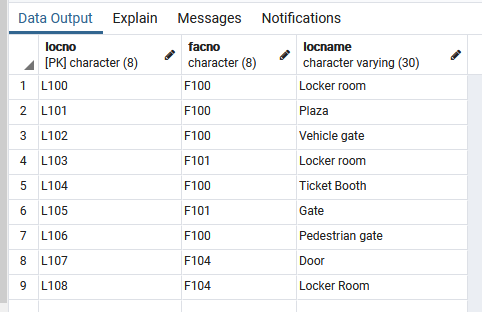 Data Output Explain Messages Notifications
locno facno locname
[PK] character (8) character (8) character varying (30)
1 L100 F100 Locker room
2 L101 F100 Plaza
3 L102 F100 Vehicle gate
4 L103 F101 Locker room
5 L104 F100 Ticket Booth
6 L105 F101 Gate
7 L106 F100 Pedestrian gate
8 L107 F104 Door
9 L108 F104 Locker Room